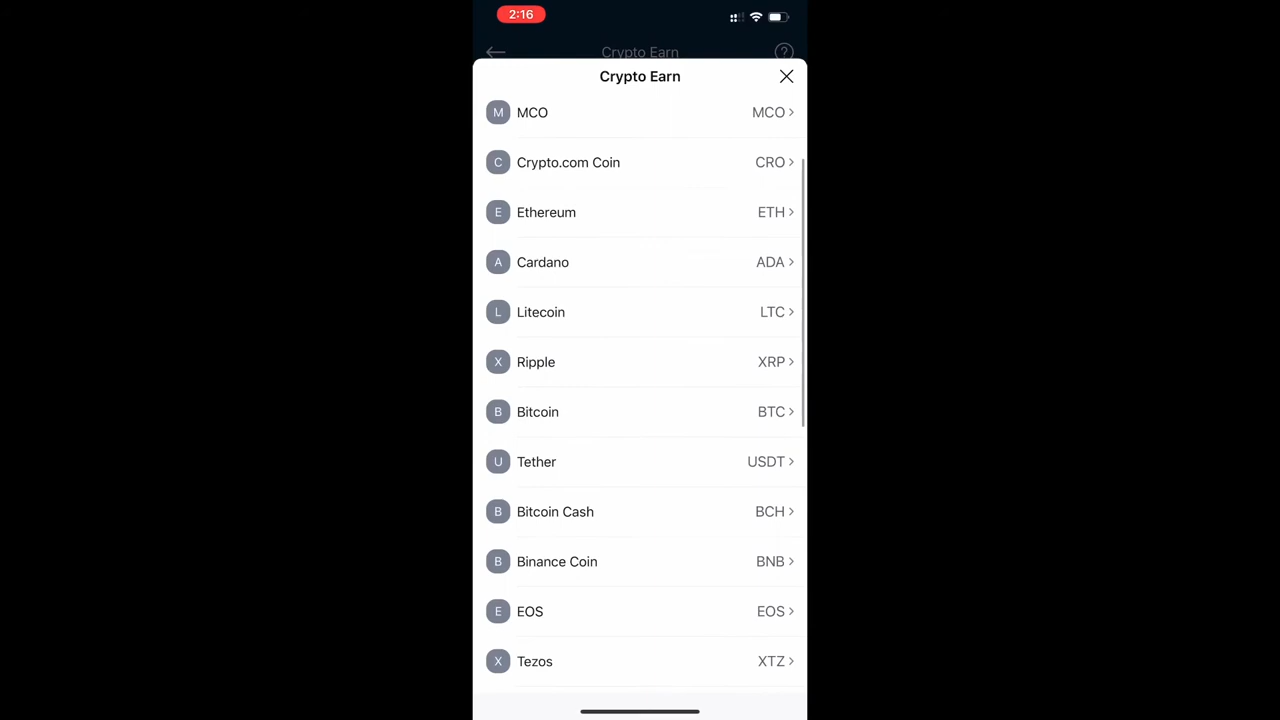 2:16
Crypto Earn
?
Crypto Earn
M MCO MCO
C Crypto.com Coin CRO
E Ethereum ETH
A Cardano ADA
L Litecoin LTC
X Ripple XRP
B Bitcoin BTC
U Tether USDT
B Bitcoin Cash BCH
B Binance Coin BNB
E EOS EOS
X Tezos XTZ